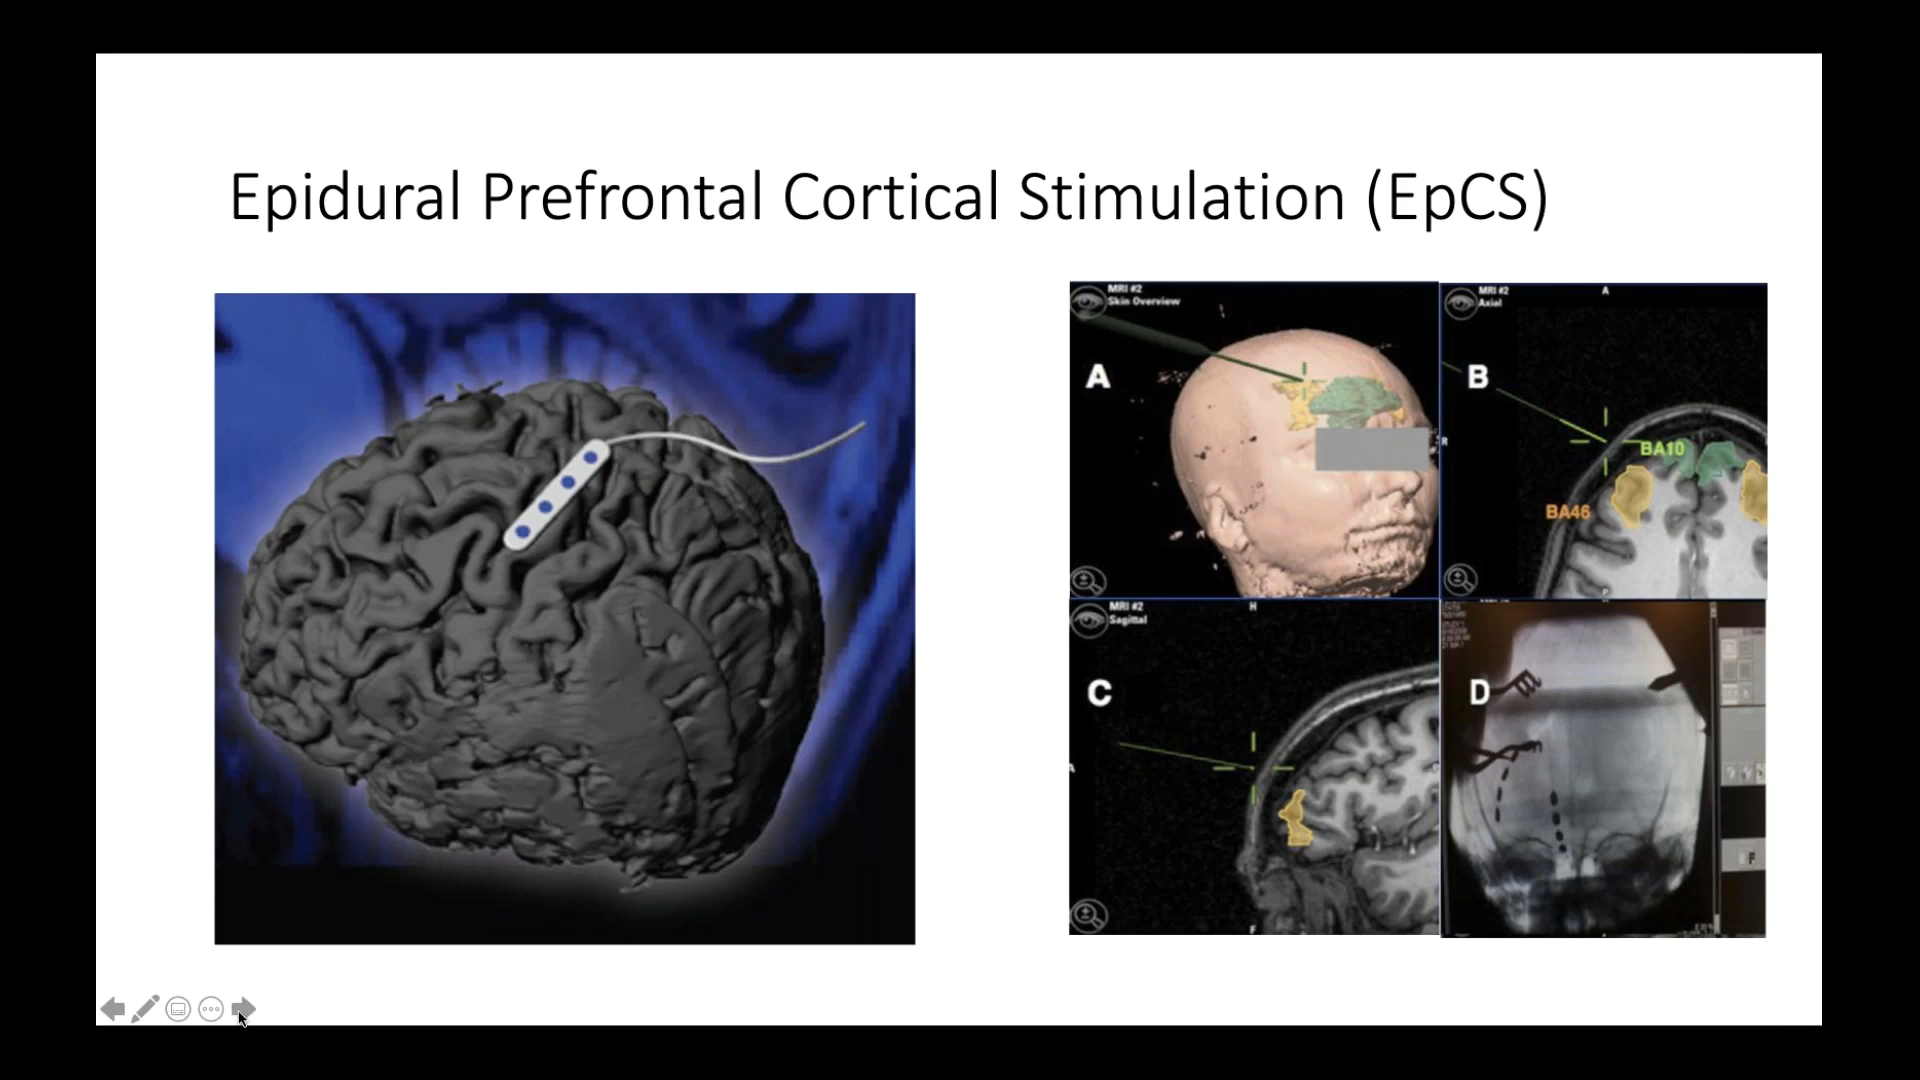 Epidural Prefrontal Cortical Stimulation (EpCS)
MRI #2
Skin Overview
A
R
MRI #2
Axial
A
B
BA10
BA46
P
MRI #2
Sagittal
H
C
A
F
D